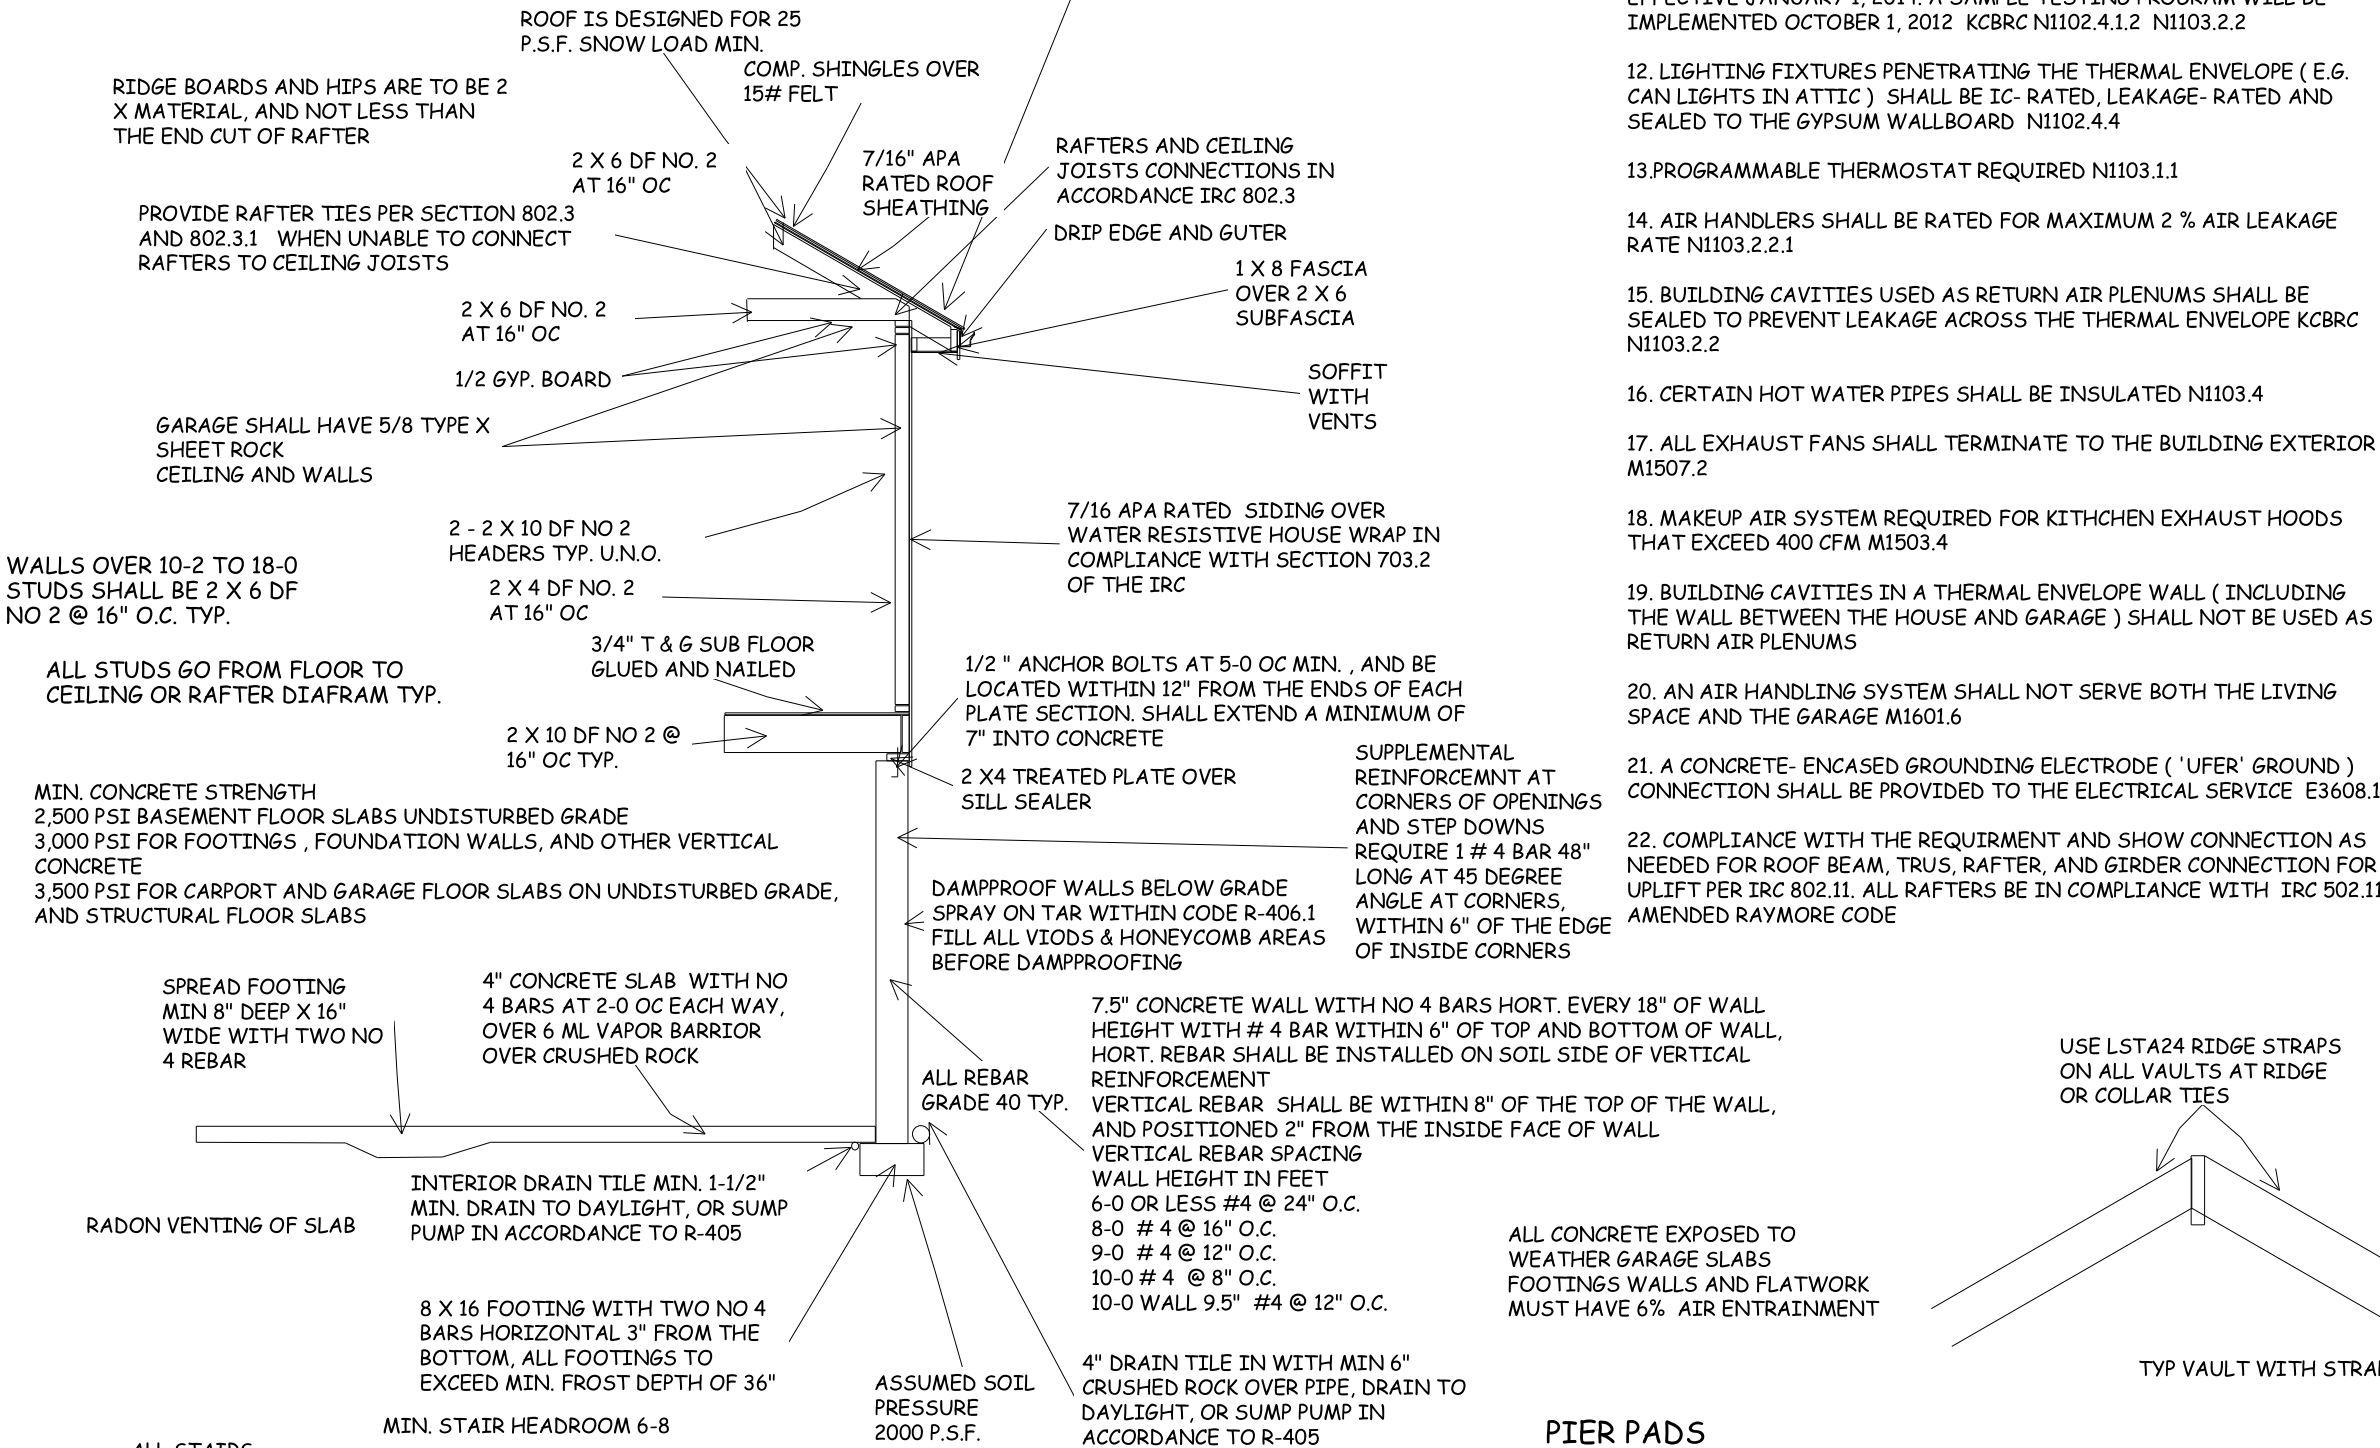 ROOF IS DESIGNED FOR 25
P.S.F. SNOW LOAD MIN.
COMP. SHINGLES OVER
15# FELT
RIDGE BOARDS AND HIPS ARE TO BE 2
X MATERIAL, AND NOT LESS THAN
THE END CUT OF RAFTER
2 X 6 DF NO. 2
AT 16" OC
7/16" APA
RATED ROOF
SHEATHING
RAFTERS AND CEILING
JOISTS CONNECTIONS IN
ACCORDANCE IRC 802.3
PROVIDE RAFTER TIES PER SECTION 802.3
AND 802.3.1 WHEN UNABLE TO CONNECT
RAFTERS TO CEILING JOISTS
DRIP EDGE AND GUTER
1 X 8 FASCIA
OVER 2 X 6
SUBFASCIA
2 X 6 DF NO. 2
AT 16" OC
1/2 GYP. BOARD
SOFFIT
WITH
VENTS
GARAGE SHALL HAVE 5/8 TYPE X
SHEET ROCK
CEILING AND WALLS
2 - 2 X 10 DF NO 2
HEADERS TYP. U.N.O.
7/16 APA RATED SIDING OVER
WATER RESISTIVE HOUSE WRAP IN
COMPLIANCE WITH SECTION 703.2
OF THE IRC
WALLS OVER 10-2 TO 18-0
STUDS SHALL BE 2 X 6 DF
NO 2 @ 16" O.C. TYP.
2 X 4 DF NO. 2
AT 16" OC
3/4" T & G SUB FLOOR
GLUED AND NAILED
ALL STUDS GO FROM FLOOR TO
CEILING OR RAFTER DIAFRAM TYP.
1/2 " ANCHOR BOLTS AT 5-0 OC MIN. , AND BE
LOCATED WITHIN 12" FROM THE ENDS OF EACH
PLATE SECTION. SHALL EXTEND A MINIMUM OF
7" INTO CONCRETE
2 X 10 DF NO 2 @
16" OC TYP.
2 X4 TREATED PLATE OVER
SILL SEALER
SUPPLEMENTAL
REINFORCEMNT AT
CORNERS OF OPENINGS
AND STEP DOWNS
REQUIRE 1 # 4 BAR 48"
LONG AT 45 DEGREE
ANGLE AT CORNERS,
WITHIN 6" OF THE EDGE
OF INSIDE CORNERS
MIN. CONCRETE STRENGTH
2,500 PSI BASEMENT FLOOR SLABS UNDISTURBED GRADE
3,000 PSI FOR FOOTINGS , FOUNDATION WALLS, AND OTHER VERTICAL
CONCRETE
3,500 PSI FOR CARPORT AND GARAGE FLOOR SLABS ON UNDISTURBED GRADE,
AND STRUCTURAL FLOOR SLABS
DAMPPROOF WALLS BELOW GRADE
SPRAY ON TAR WITHIN CODE R-406.1
FILL ALL VIODS & HONEYCOMB AREAS
BEFORE DAMPPROOFING
SPREAD FOOTING
MIN 8" DEEP X 16"
WIDE WITH TWO NO
4 REBAR
4" CONCRETE SLAB WITH NO
4 BARS AT 2-0 OC EACH WAY,
OVER 6 ML VAPOR BARRIOR
OVER CRUSHED ROCK
ALL REBAR
GRADE 40 TYP.
7.5" CONCRETE WALL WITH NO 4 BARS HORT. EVERY 18" OF WALL
HEIGHT WITH # 4 BAR WITHIN 6" OF TOP AND BOTTOM OF WALL,
HORT. REBAR SHALL BE INSTALLED ON SOIL SIDE OF VERTICAL
REINFORCEMENT
VERTICAL REBAR SHALL BE WITHIN 8" OF THE TOP OF THE WALL,
AND POSITIONED 2" FROM THE INSIDE FACE OF WALL
VERTICAL REBAR SPACING
WALL HEIGHT IN FEET
6-0 OR LESS #4 @ 24" O.C.
8-0 # 4 @ 16" O.C.
9-0 # 4 @ 12" O.C.
10-0 # 4 @ 8" O.C.
10-0 WALL 9.5" #4 @ 12" O.C.
INTERIOR DRAIN TILE MIN. 1-1/2"
MIN. DRAIN TO DAYLIGHT, OR SUMP
PUMP IN ACCORDANCE TO R-405
RADON VENTING OF SLAB
8 X 16 FOOTING WITH TWO NO 4
BARS HORIZONTAL 3" FROM THE
BOTTOM, ALL FOOTINGS TO
EXCEED MIN. FROST DEPTH OF 36"
MIN. STAIR HEADROOM 6-8
ALL STAIRS
ASSUMED SOIL
PRESSURE
2000 P.S.F.
4" DRAIN TILE IN WITH MIN 6"
CRUSHED ROCK OVER PIPE, DRAIN TO
DAYLIGHT, OR SUMP PUMP IN
ACCORDANCE TO R-405
EFFECTIVE JANUARY 1, 2014. A SAMPLE TESTING PROGRAM WILL BE
IMPLEMENTED OCTOBER 1, 2012 KCBRC N1102.4.1.2 N1103.2.2
12. LIGHTING FIXTURES PENETRATING THE THERMAL ENVELOPE ( E.G.
CAN LIGHTS IN ATTIC ) SHALL BE IC- RATED, LEAKAGE- RATED AND
SEALED TO THE GYPSUM WALLBOARD N1102.4.4
13.PROGRAMMABLE THERMOSTAT REQUIRED N1103.1.1
14. AIR HANDLERS SHALL BE RATED FOR MAXIMUM 2 % AIR LEAKAGE
RATE N1103.2.2.1
15. BUILDING CAVITIES USED AS RETURN AIR PLENUMS SHALL BE
SEALED TO PREVENT LEAKAGE ACROSS THE THERMAL ENVELOPE KCBRC
N1103.2.2
16. CERTAIN HOT WATER PIPES SHALL BE INSULATED N1103.4
17. ALL EXHAUST FANS SHALL TERMINATE TO THE BUILDING EXTERIOR
M1507.2
18. MAKEUP AIR SYSTEM REQUIRED FOR KITHCHEN EXHAUST HOODS
THAT EXCEED 400 CFM M1503.4
19. BUILDING CAVITIES IN A THERMAL ENVELOPE WALL ( INCLUDING
THE WALL BETWEEN THE HOUSE AND GARAGE ) SHALL NOT BE USED AS
RETURN AIR PLENUMS
20. AN AIR HANDLING SYSTEM SHALL NOT SERVE BOTH THE LIVING
SPACE AND THE GARAGE M1601.6
21. A CONCRETE- ENCASED GROUNDING ELECTRODE ( 'UFER' GROUND )
CONNECTION SHALL BE PROVIDED TO THE ELECTRICAL SERVICE E3608.1
22. COMPLIANCE WITH THE REQUIRMENT AND SHOW CONNECTION AS
NEEDED FOR ROOF BEAM, TRUS, RAFTER, AND GIRDER CONNECTION FOR
UPLIFT PER IRC 802.11. ALL RAFTERS BE IN COMPLIANCE WITH IRC 502.11
AMENDED RAYMORE CODE
USE LSTA24 RIDGE STRAPS
ON ALL VAULTS AT RIDGE
OR COLLAR TIES
ALL CONCRETE EXPOSED TO
WEATHER GARAGE SLABS
FOOTINGS WALLS AND FLATWORK
MUST HAVE 6% AIR ENTRAINMENT
TYP VAULT WITH
PIER PADS